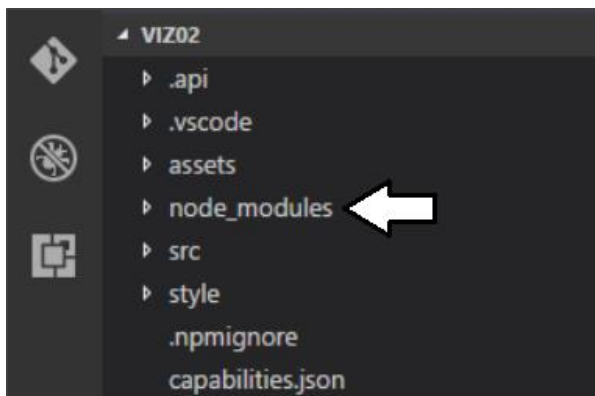 VIZ02
.api
.vscode
assets
node_modules
src
style
.npmignore
capabilities.json